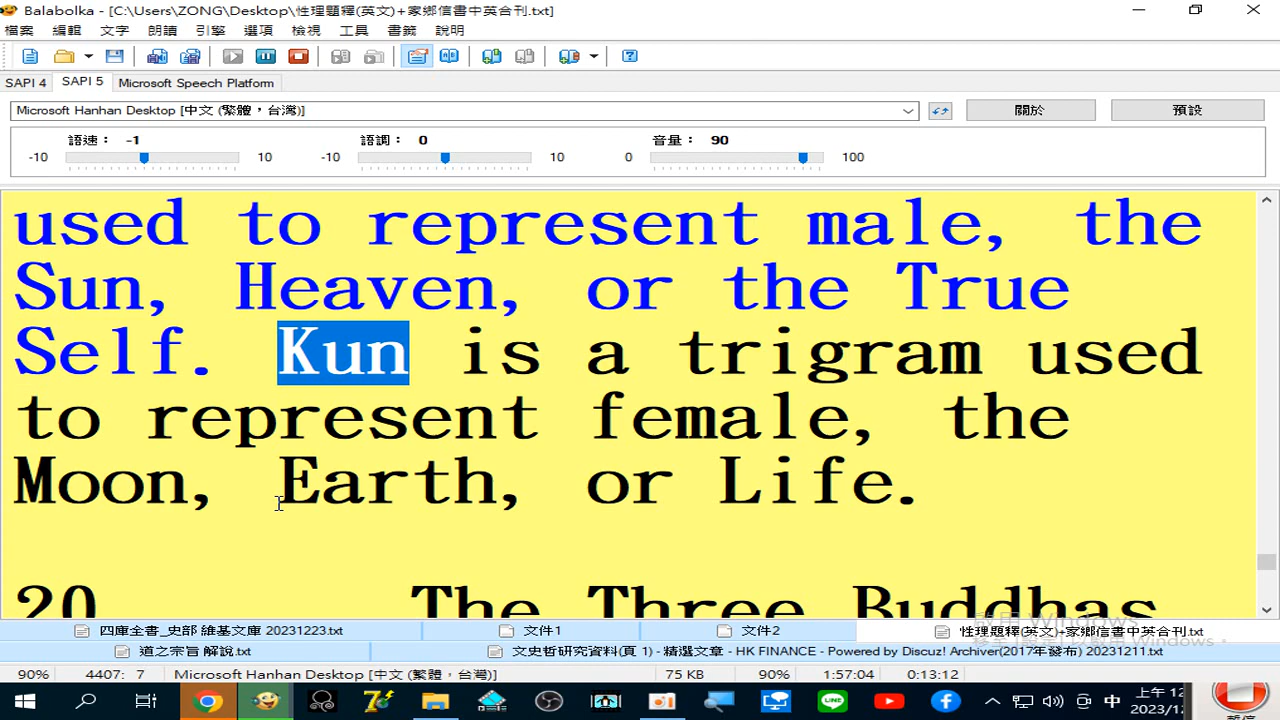 Balabolka - [C:\Users\ZONG\Desktop\性理題釋(英文)+家鄉信書中英合刊.txt]
檔案 編輯 文字 朗讀 引擎 選項 檢視 工具 書籤 說明
SAPI 4 SAPI 5 Microsoft Speech Platform
Microsoft Hanhan Desktop [中文 (繁體，台灣)] 關於 預設
語速： -1 語調： 0 音量： 90
-10 10 -10 10 0 100
used to represent male, the
Sun, Heaven, or the True
Self. Kun is a trigram used
to represent female, the
Moon, Earth, or Life.
20 The Three Buddhas
啟用 Windows
四庫全書_史部 維基文庫 20231223.txt 文件1 文件2 性理題釋(英文)+家鄉信書中英合刊.txt
道之宗旨 解說.txt 文史哲研究資料(頁 1) - 精選文章 - HK FINANCE - Powered by Discuz! Archiver(2017年發布) 20231211.txt
90% 4407: 7 Microsoft Hanhan Desktop [中文 (繁體，台灣)] 75 KB 90% 1:57:04 0:13:12
中 上午 12
2023/12